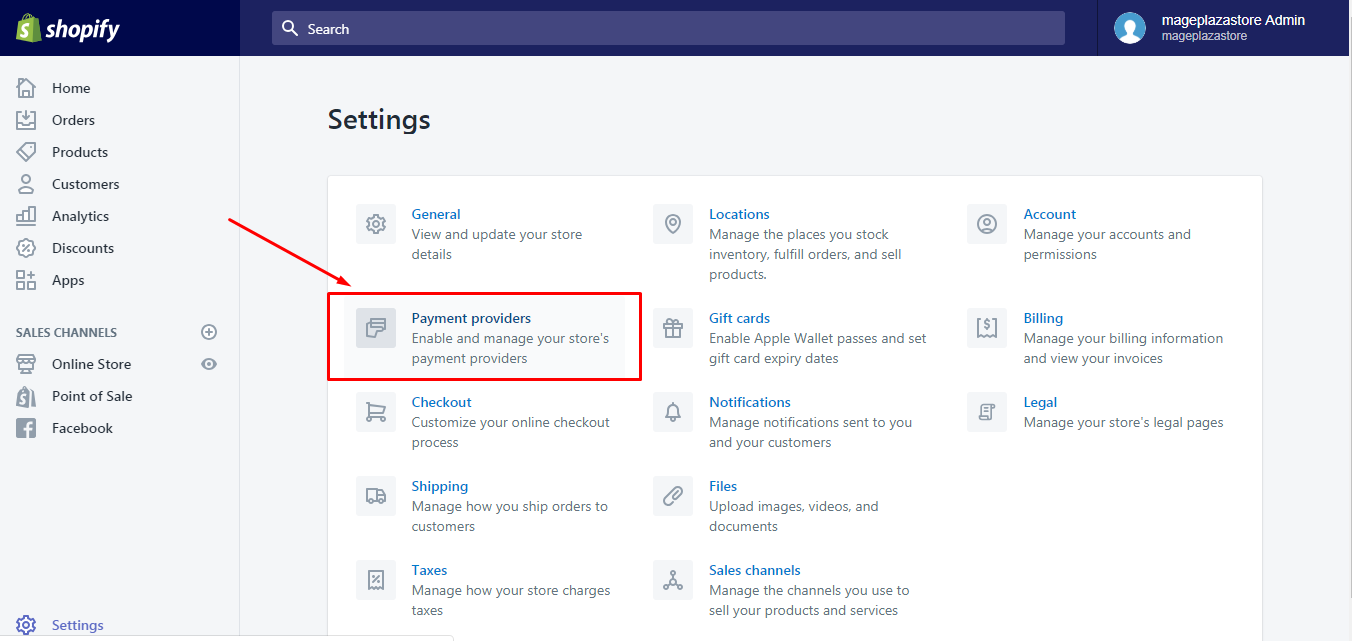 shopify
Search
mageplazastore Admin
mageplazastore
Home
Orders
Products
Customers
Analytics
Discounts
Apps
SALES CHANNELS
Online Store
Point of Sale
Facebook
Settings
Settings
General
View and update your store
details
Locations
Manage the places you stock
inventory, fulfill orders, and sell
products.
Account
Manage your accounts and
permissions
Payment providers
Enable and manage your store's
payment providers
Gift cards
Enable Apple Wallet passes and set
gift card expiry dates
Billing
Manage your billing information
and view your invoices
Checkout
Customize your online checkout
process
Notifications
Manage notifications sent to you
and your customers
Legal
Manage your store's legal pages
Shipping
Manage how you ship orders to
customers
Files
Upload images, videos, and
documents
Taxes
Manage how your store charges
taxes
Sales channels
Manage the channels you use to
sell your products and services